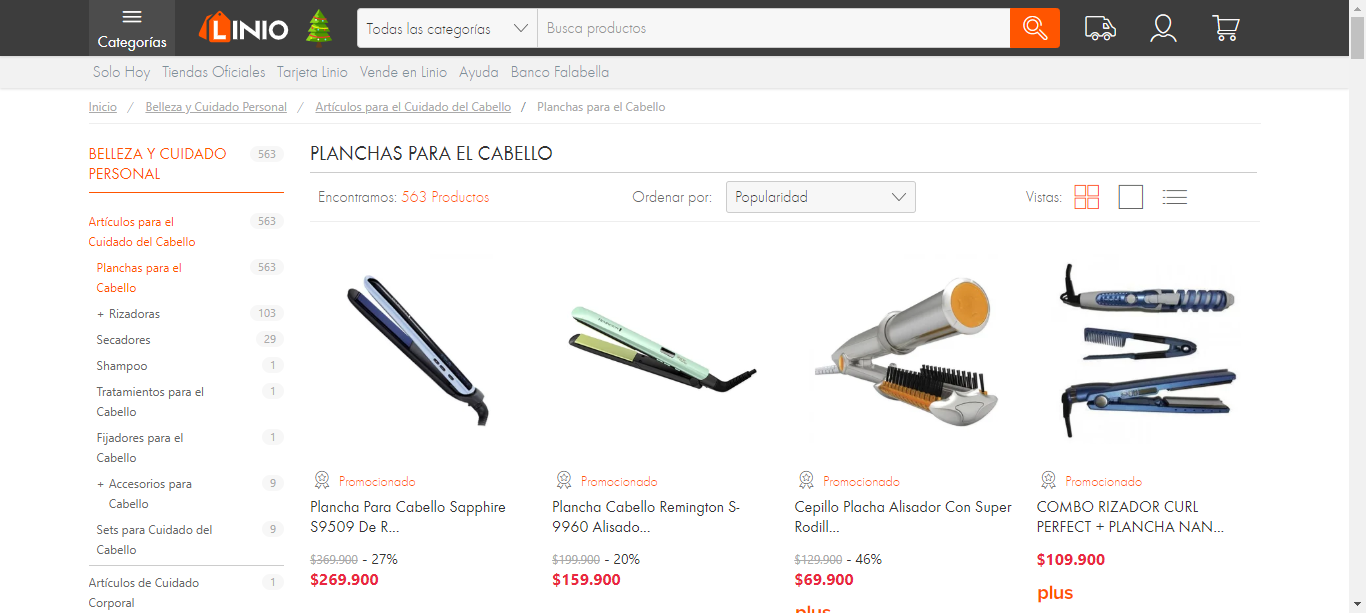 Categorías
LINIO
Todas las categorías
Busca productos
Solo Hoy
Tiendas Oficiales
Tarjeta Linio
Vende en Linio
Ayuda
Banco Falabella
Inicio / Belleza y Cuidado Personal / Artículos para el Cuidado del Cabello / Planchas para el Cabello
BELLEZA Y CUIDADO 563
PERSONAL
Artículos para el 563
Cuidado del Cabello
Planchas para el 563
Cabello
+ Rizadoras 103
Secadores 29
Shampoo 1
Tratamientos para el 1
Cabello
Fijadores para el 1
Cabello
+ Accesorios para 9
Cabello
Sets para Cuidado del 9
Cabello
Artículos de Cuidado 1
Corporal
PLANCHAS PARA EL CABELLO
Encontramos: 563 Productos
Ordenar por: Popularidad
Vistas:
Promocionado
Plancha Para Cabello Sapphire
S9509 De R...
$369.900 - 27%
$269.900
Promocionado
Plancha Cabello Remington S-
9960 Alisado...
$199.900 - 20%
$159.900
Promocionado
Cepillo Placha Alisador Con Super
Rodill...
$129.900 - 46%
$69.900
plus
Promocionado
COMBO RIZADOR CURL
PERFECT + PLANCHA NAN...
$109.900
plus